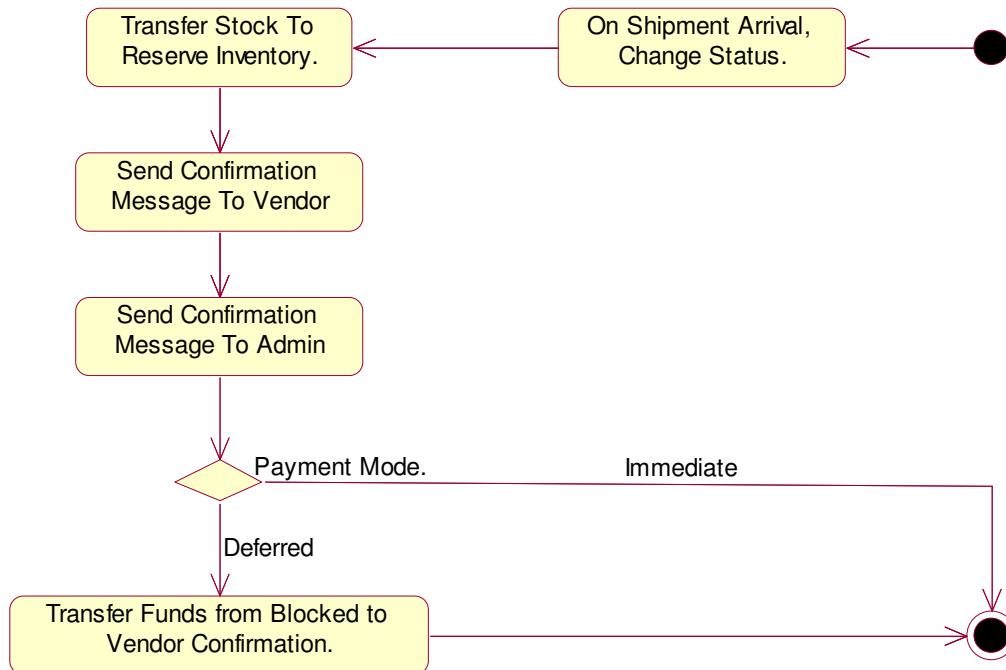 Transfer Stock To
Reserve Inventory.
On Shipment Arrival,
Change Status.
Send Confirmation
Message To Vendor
Send Confirmation
Message To Admin
Payment Mode.
Immediate
Deferred
Transfer Funds from Blocked to
Vendor Confirmation.